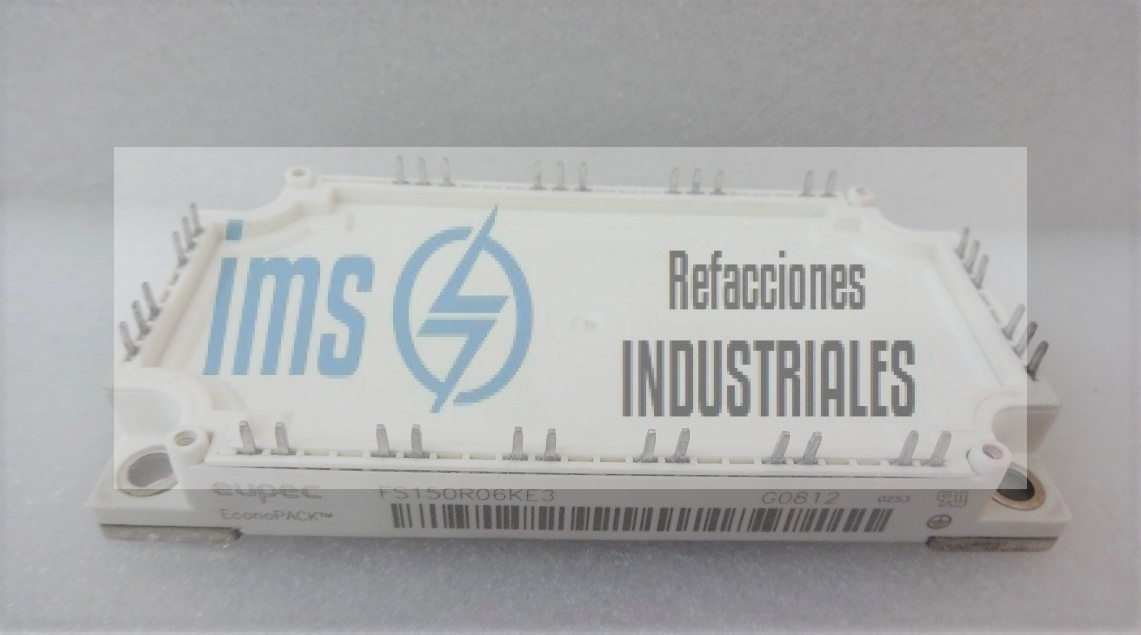 ims
Refacciones
INDUSTRIALES
eupec
FS150R06KE3
G0812
0253
EconoPACK™